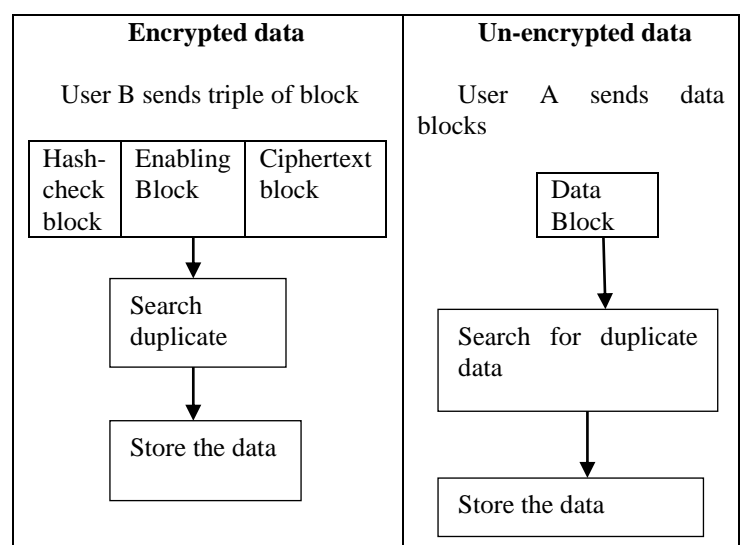 Encrypted data
User B sends triple of block
Hash-
check
block
Enabling
Block
Ciphertext
block
Search
duplicate
Store the data
Un-encrypted data
User A sends data
blocks
Data
Block
Search for duplicate
data
Store the data